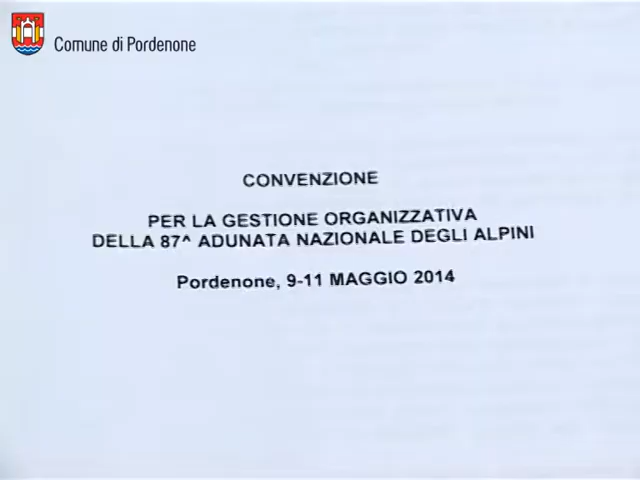 Comune di Pordenone
CONVENZIONE
PER LA GESTIONE ORGANIZZATIVA
DELLA 87^ ADUNATA NAZIONALE DEGLI ALPINI
Pordenone, 9-11 MAGGIO 2014